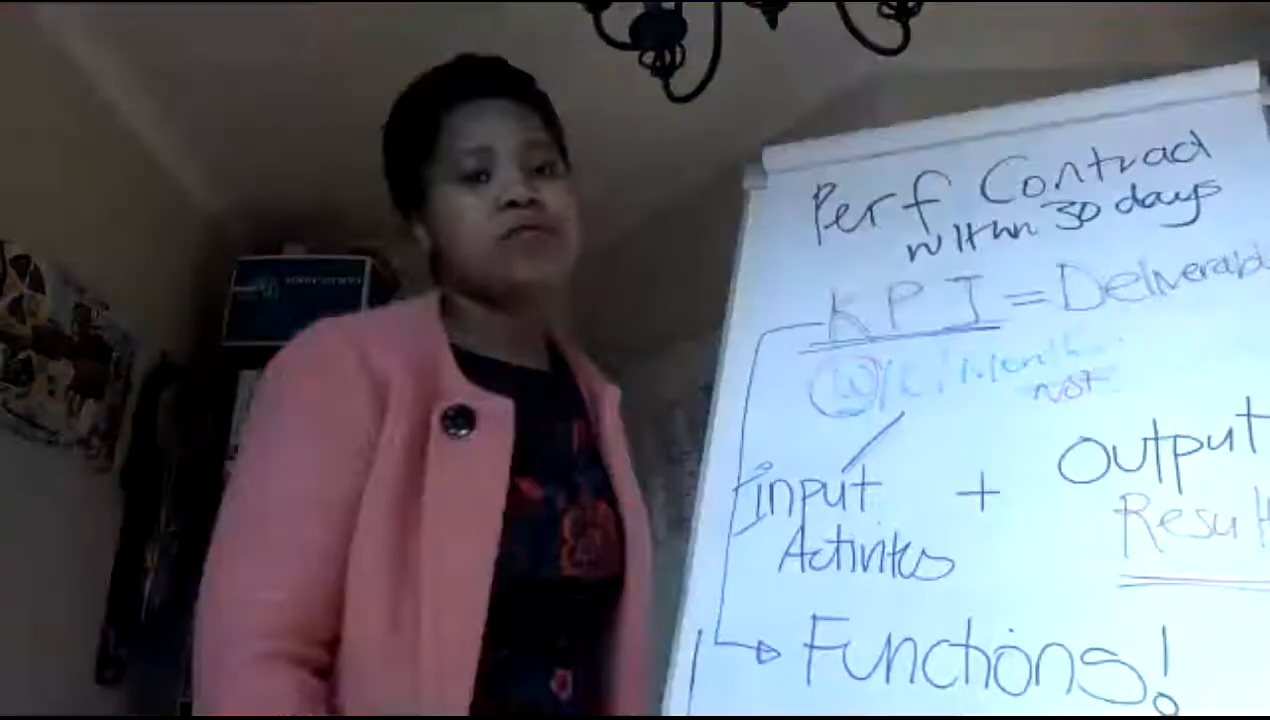 Perf Contract
within 30 days
KPI = Deliverabl
not
input + Output
Activities Result
Functions!